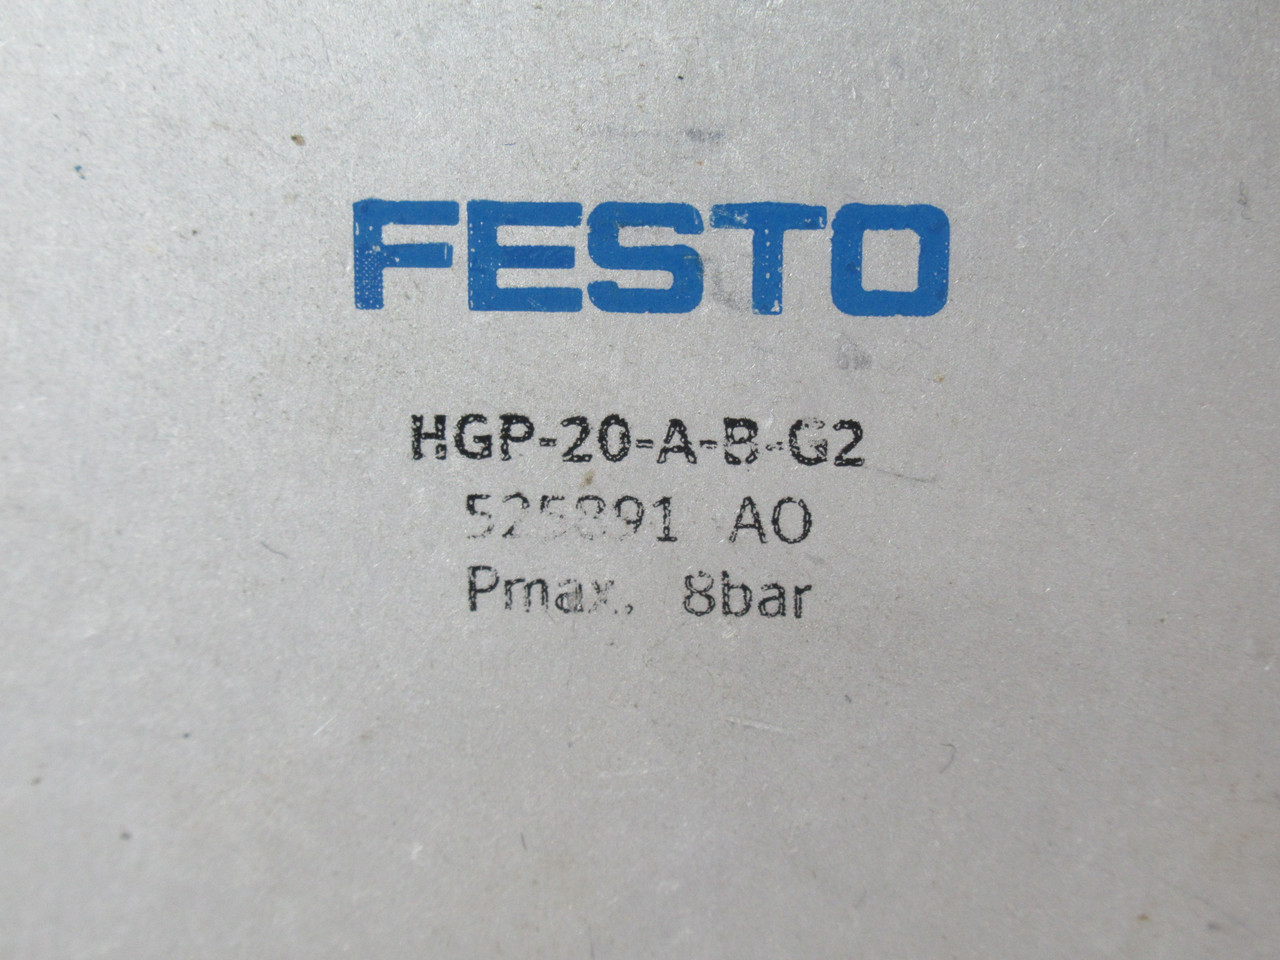 FESTO
HGP-20-A-B-G2
525891 AO
Pmax. 8bar